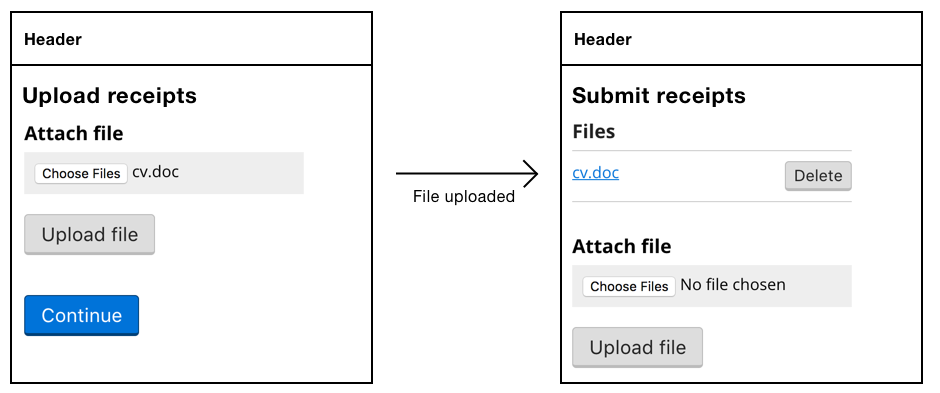 Header
Upload receipts
Attach file
Choose Files cv.doc
Upload file
Continue
File uploaded
Header
Submit receipts
Files
cv.doc Delete
Attach file
Choose Files No file chosen
Upload file